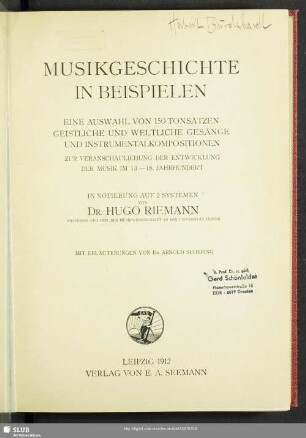 MUSIKGESCHICHTE
IN BEISPIELEN
EINE AUSWAHL VON 150 TONSÄTZEN
GEISTLICHE UND WELTLICHE GESÄNGE
UND INSTRUMENTALKOMPOSITIONEN
ZUR VERANSCHAULICHUNG DER ENTWICKLUNG
DER MUSIK IM 13.–18. JAHRHUNDERT
IN NOTIERUNG AUF 2 SYSTEMEN
VON
DR. HUGO RIEMANN
MIT ERLÄUTERUNGEN VON DR. ARNOLD SCHERING
Gerd Schönfelder
LEIPZIG 1912
VERLAG VON E. A. SEEMANN
SLUB